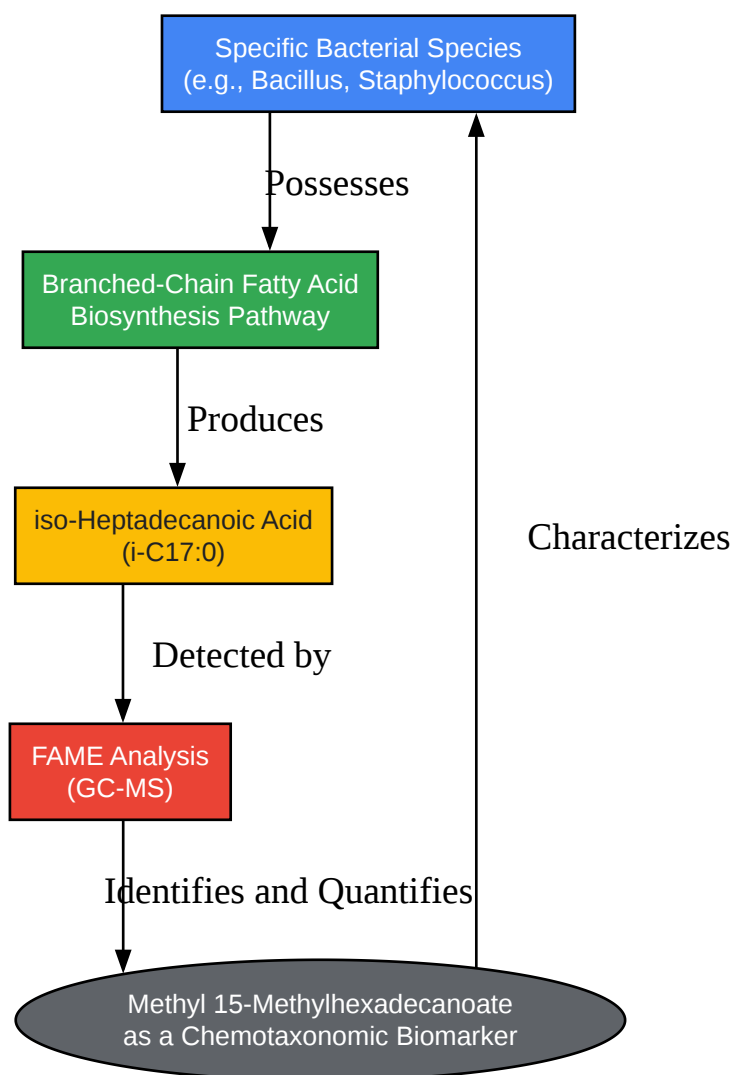 Specific Bacterial Species
(e.g., Bacillus, Staphylococcus)
Possesses
Branched-Chain Fatty Acid
Biosynthesis Pathway
Produces
iso-Heptadecanoic Acid
(i-C17:0)
Characterizes
Detected by
FAME Analysis
(GC-MS)
Identifies and Quantifies
Methyl 15-Methylhexadecanoate
as a Chemotaxonomic Biomarker